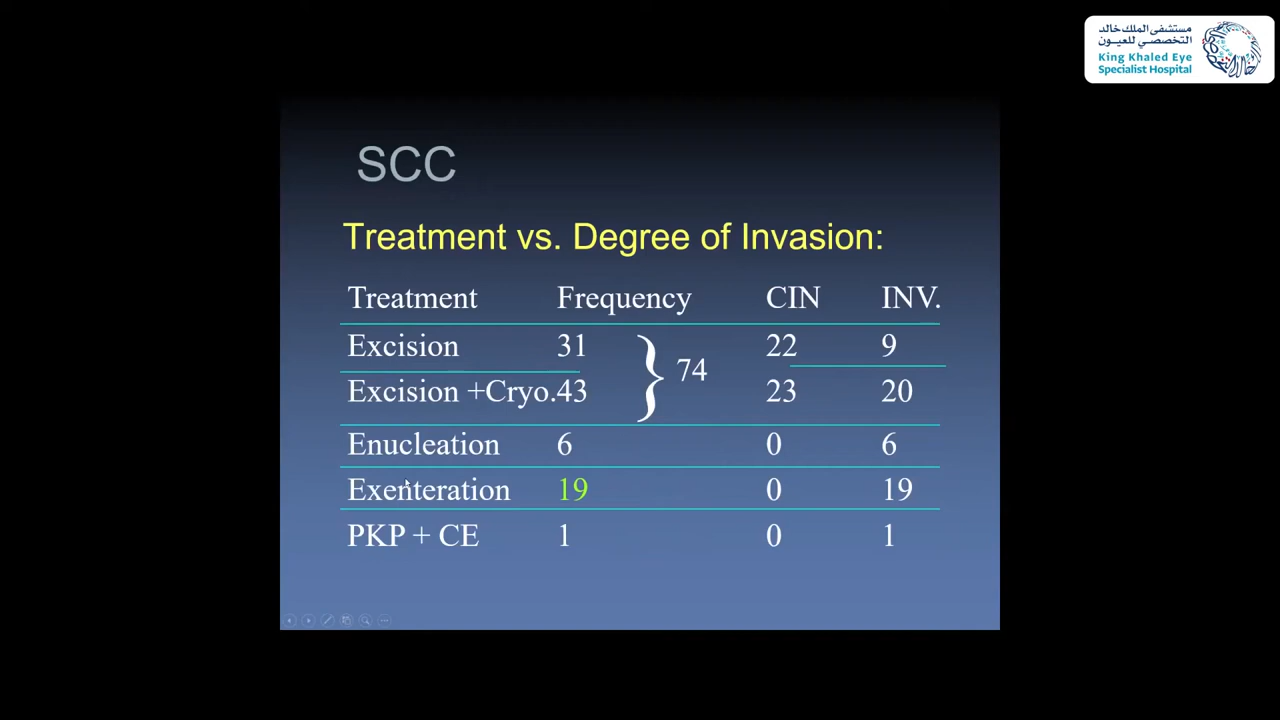 مستشفى الملك خالد
التخصصي للعيون
King Khaled Eye
Specialist Hospital
SCC
Treatment vs. Degree of Invasion:
Treatment Frequency CIN INV.
Excision 31 22 9
74
Excision +Cryo.43 23 20
Enucleation 6 0 6
Exenteration 19 0 19
PKP + CE 1 0 1